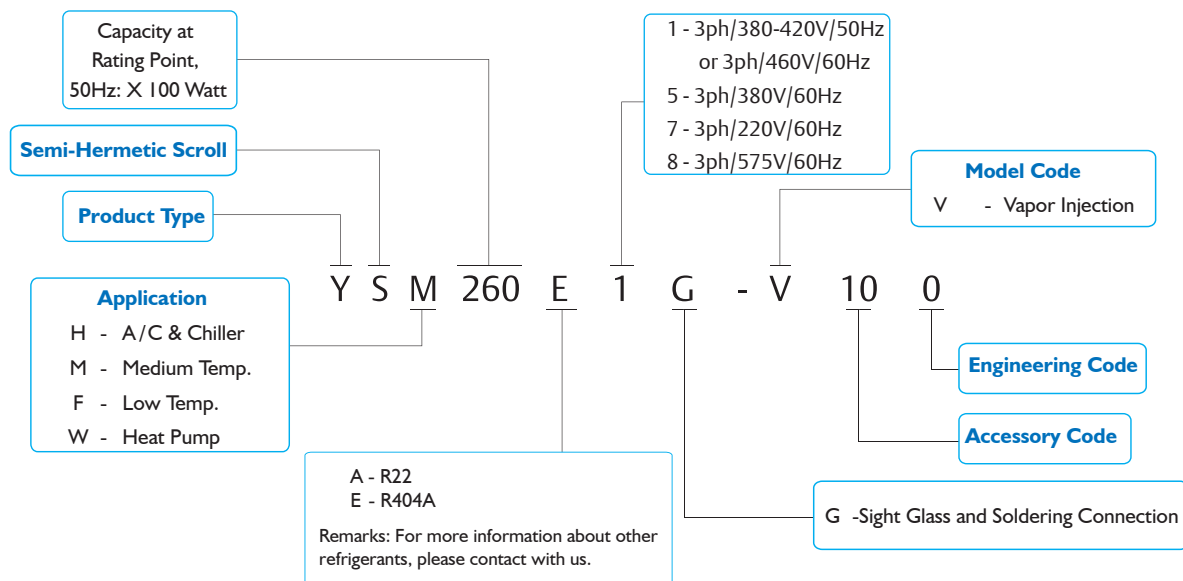 Capacity at
Rating Point,
50Hz: X 100 Watt
1 - 3ph/380-420V/50Hz
or 3ph/460V/60Hz
5 - 3ph/380V/60Hz
7 - 3ph/220V/60Hz
8 - 3ph/575V/60Hz
Semi-Hermetic Scroll
Product Type
Model Code
V - Vapor Injection
Y S M 260 E 1 G - V 10 0
Application
H - A/C & Chiller
M - Medium Temp.
F - Low Temp.
W - Heat Pump
Engineering Code
Accessory Code
A - R22
E - R404A
Remarks: For more information about other
refrigerants, please contact with us.
G -Sight Glass and Soldering Connection